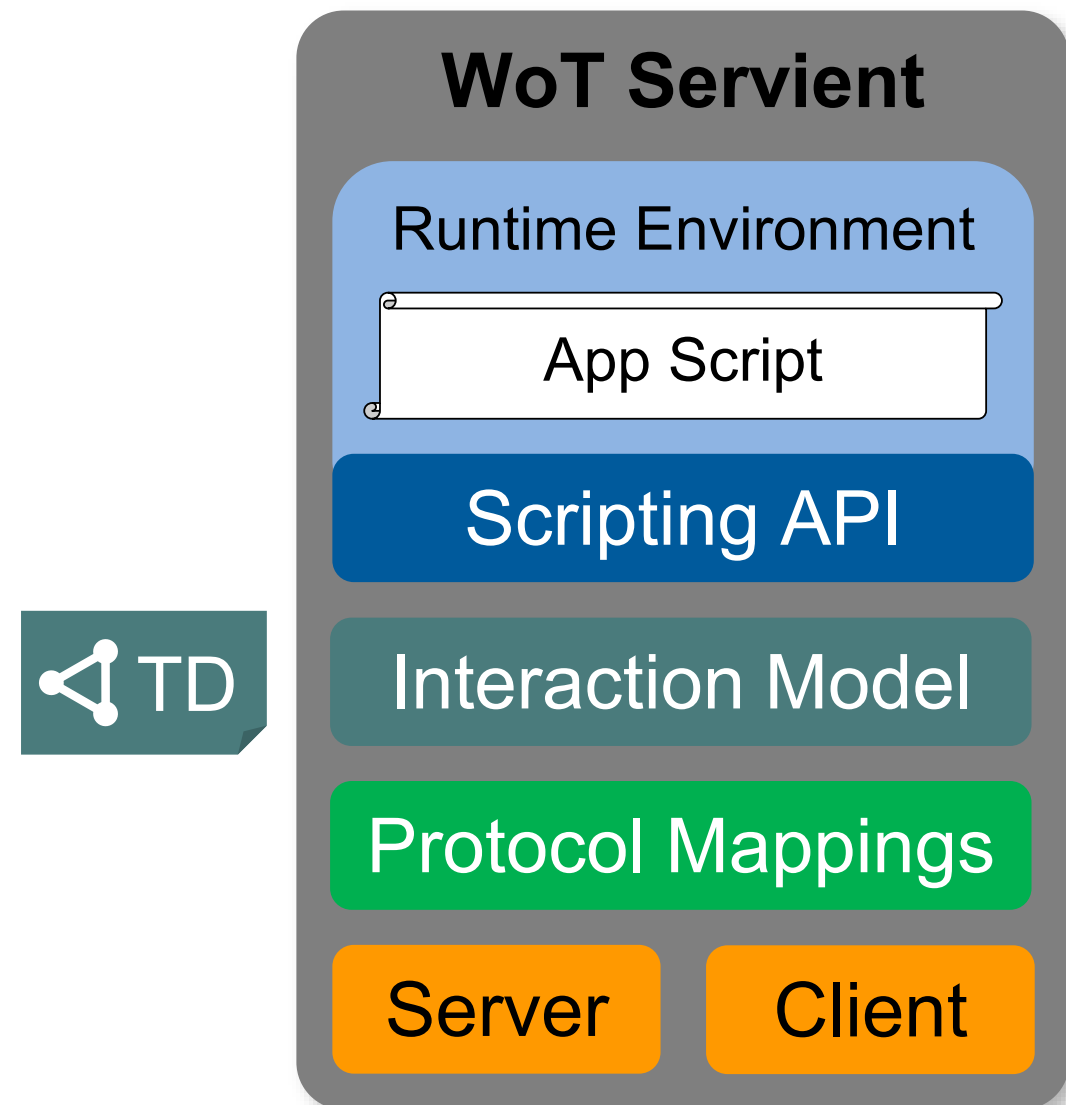 WoT Servient
Runtime Environment
App Script
Scripting API
TD
Interaction Model
Protocol Mappings
Server
Client